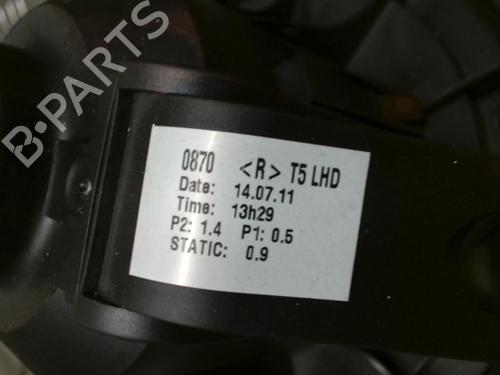 B-PARTS
0870 <R> T5 LHD
Date: 14.07.11
Time: 13h29
P2: 1.4 P1: 0.5
STATIC: 0.9